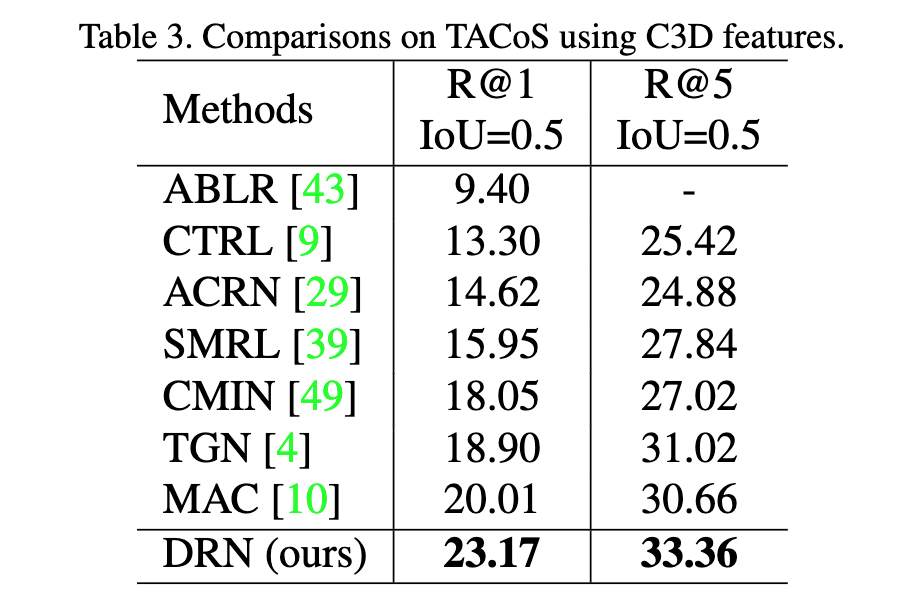 Table 3. Comparisons on TACoS using C3D features.
Methods R@1 IoU=0.5 R@5 IoU=0.5
ABLR [43] 9.40 -
CTRL [9] 13.30 25.42
ACRN [29] 14.62 24.88
SMRL [39] 15.95 27.84
CMIN [49] 18.05 27.02
TGN [4] 18.90 31.02
MAC [10] 20.01 30.66
DRN (ours) 23.17 33.36